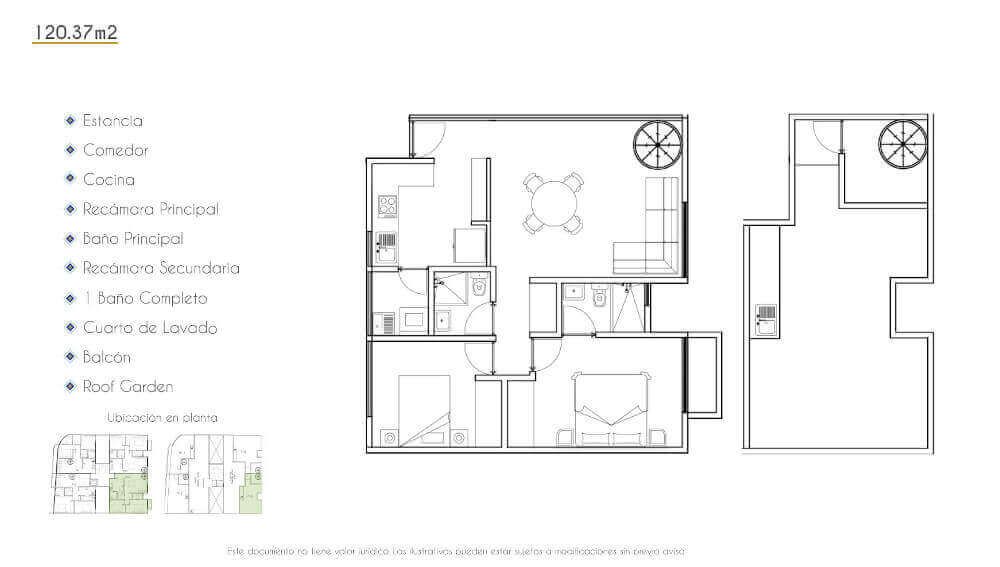 120.37m2
Estancia
Comedor
Cocina
Recámara Principal
Baño Principal
Recámara Secundaria
1 Baño Completo
Cuarto de Lavado
Balcón
Roof Garden
Ubicación en planta
Este documento no tiene valor jurídico. Las ilustrativas pueden estar sujetas a modificaciones sin previo aviso